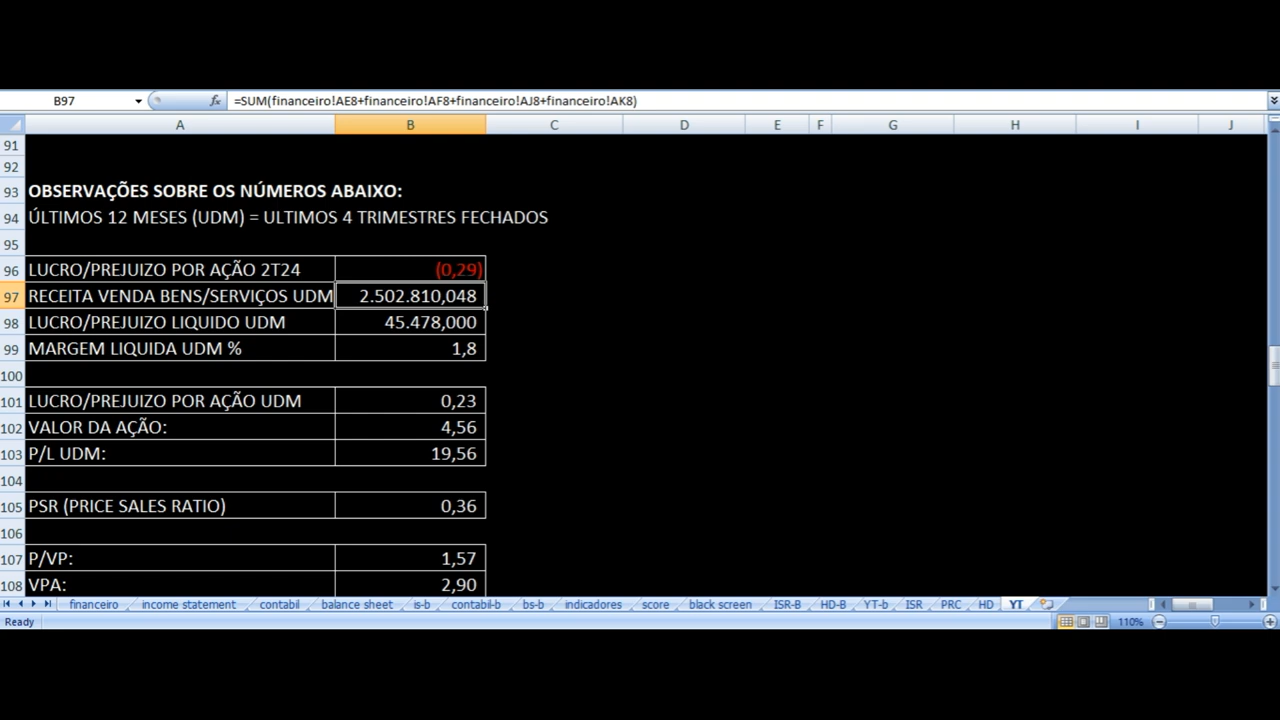 B97 fx =SUM(financeiro!AE8+financeiro!AF8+financeiro!AJ8+financeiro!AK8)
A B C D E F G H I J
91
92
93 OBSERVAÇÕES SOBRE OS NÚMEROS ABAIXO:
94 ÚLTIMOS 12 MESES (UDM) = ULTIMOS 4 TRIMESTRES FECHADOS
95
96 LUCRO/PREJUIZO POR AÇÃO 2T24 (0,29)
97 RECEITA VENDA BENS/SERVIÇOS UDM 2.502.810,048
98 LUCRO/PREJUIZO LIQUIDO UDM 45.478,000
99 MARGEM LIQUIDA UDM % 1,8
100
101 LUCRO/PREJUIZO POR AÇÃO UDM 0,23
102 VALOR DA AÇÃO: 4,56
103 P/L UDM: 19,56
104
105 PSR (PRICE SALES RATIO) 0,36
106
107 P/VP: 1,57
108 VPA: 2,90
financeiro income statement contabil balance sheet is-b contabil-b bs-b indicadores score black screen ISR-B HD-B YT-b ISR PRC HD YT
Ready 110%